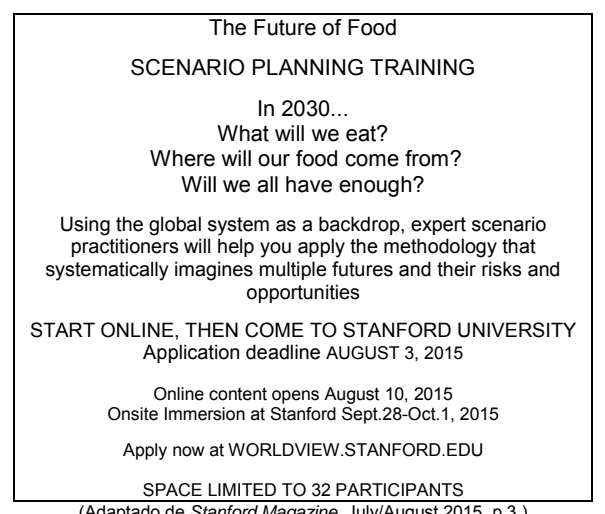 The Future of Food
SCENARIO PLANNING TRAINING
In 2030...
What will we eat?
Where will our food come from?
Will we all have enough?
Using the global system as a backdrop, expert scenario
practitioners will help you apply the methodology that
systematically imagines multiple futures and their risks and
opportunities
START ONLINE, THEN COME TO STANFORD UNIVERSITY
Application deadline AUGUST 3, 2015
Online content opens August 10, 2015
Onsite Immersion at Stanford Sept.28-Oct.1, 2015
Apply now at WORLDVIEW.STANFORD.EDU
SPACE LIMITED TO 32 PARTICIPANTS
(Adaptado de Stanford Magazine, July/August 2015, p.3.)